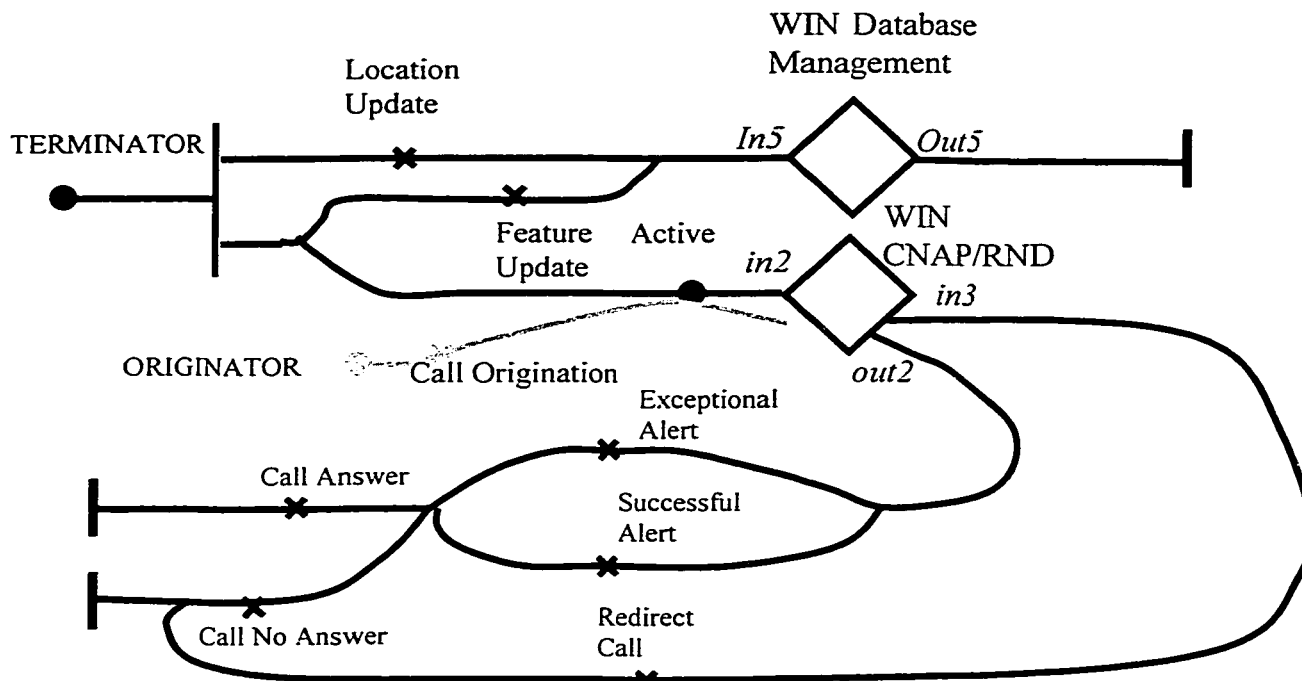 WIN Database
Management
Location
Update
TERMINATOR
In5
Out5
Feature
Update
Active
WIN
CNAP/RND
in2
in3
ORIGINATOR
Call Origination
out2
Exceptional
Alert
Call Answer
Successful
Alert
Call No Answer
Redirect
Call